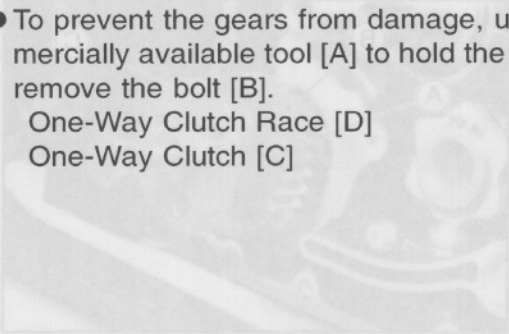 ● To prevent the gears from damage, u
mercially available tool [A] to hold the
remove the bolt [B].
One-Way Clutch Race [D]
One-Way Clutch [C]